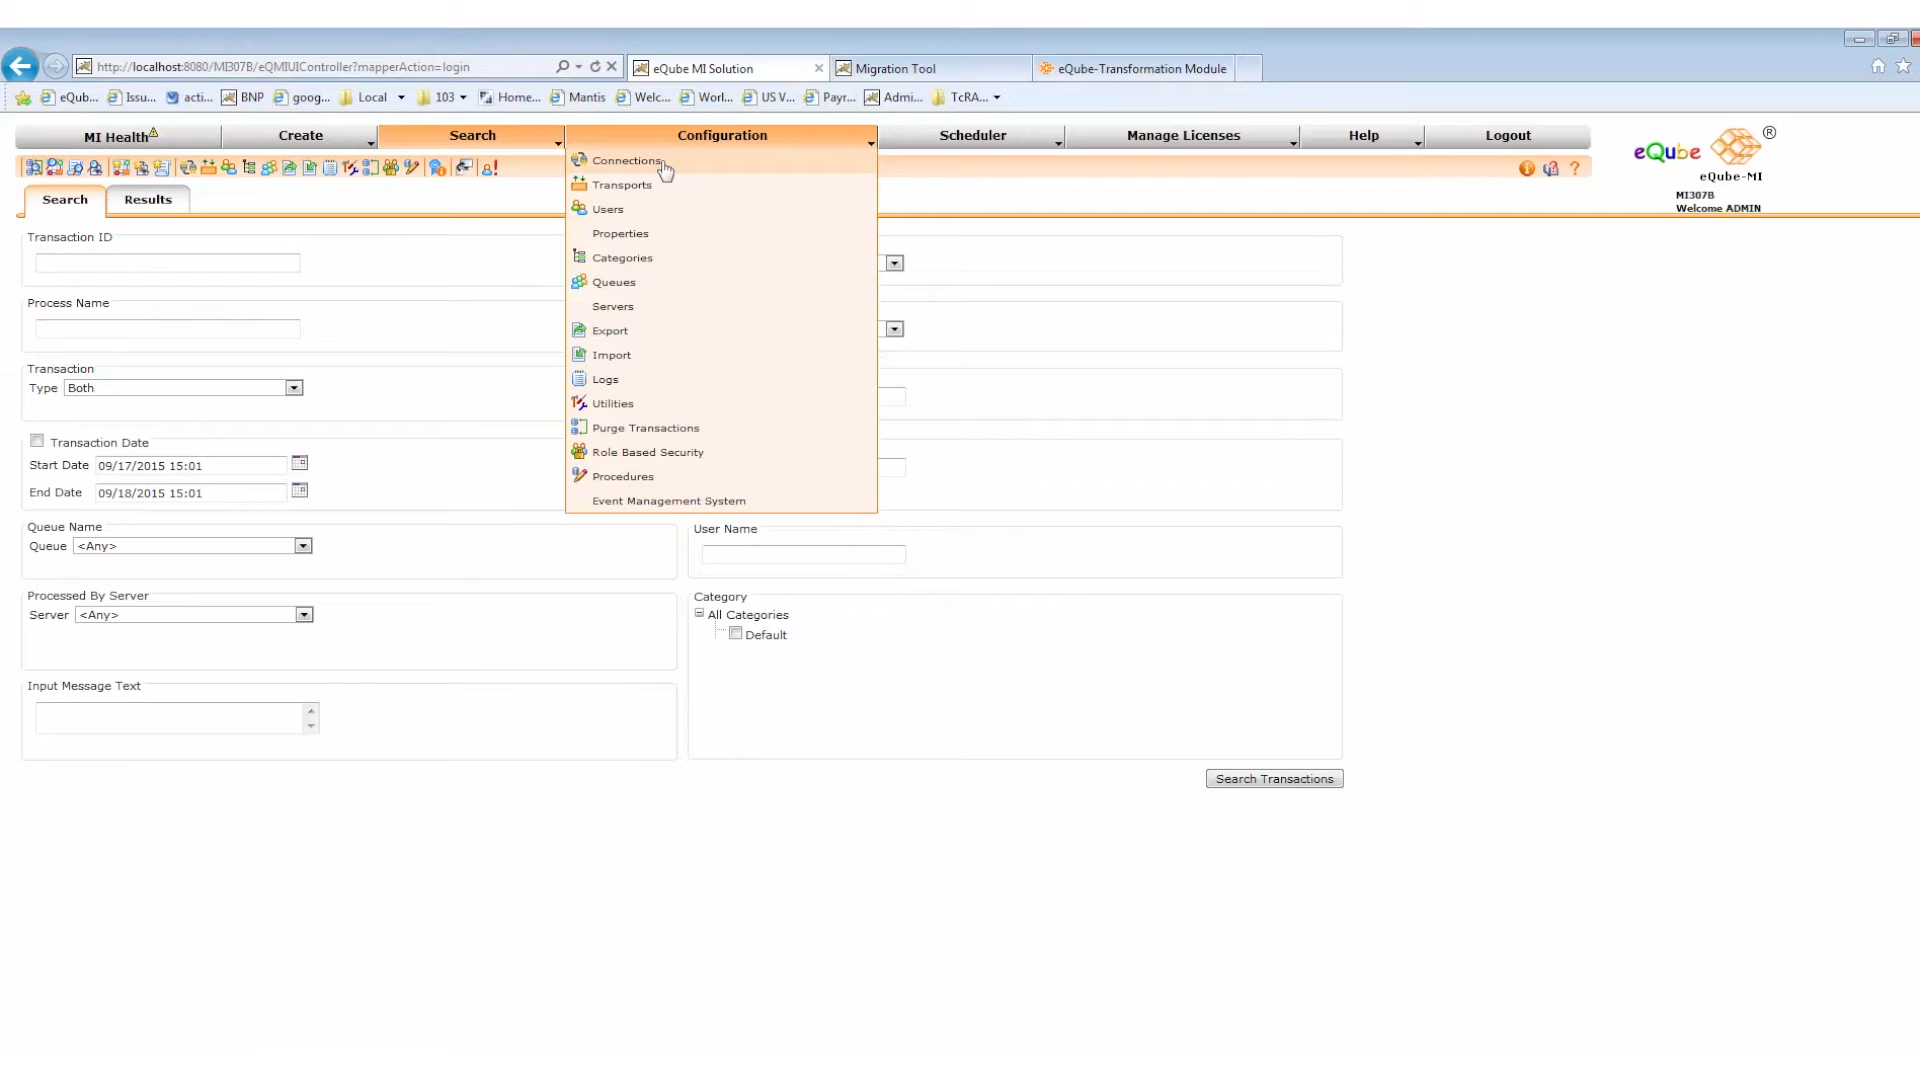 http://localhost:8080/MI307B/eQMIUIController?mapperAction=login
eQube MI Solution
Migration Tool
eQube-Transformation Module
eQub...
Issu...
acti...
BNP
goog...
Local
103
Home...
Mantis
Welc...
Worl...
US V...
Payr...
Admi...
TcRA...
MI Health
Create
Search
Configuration
Scheduler
Manage Licenses
Help
Logout
eQube ®
eQube-MI
MI307B
Welcome ADMIN
Search
Results
Connections
Transports
Users
Properties
Categories
Queues
Servers
Export
Import
Logs
Utilities
Purge Transactions
Role Based Security
Procedures
Event Management System
Transaction ID
Process Name
Transaction
Type Both
Transaction Date
Start Date 09/17/2015 15:01
End Date 09/18/2015 15:01
Queue Name
Queue <Any>
User Name
Processed By Server
Server <Any>
Category
All Categories
Default
Input Message Text
Search Transactions